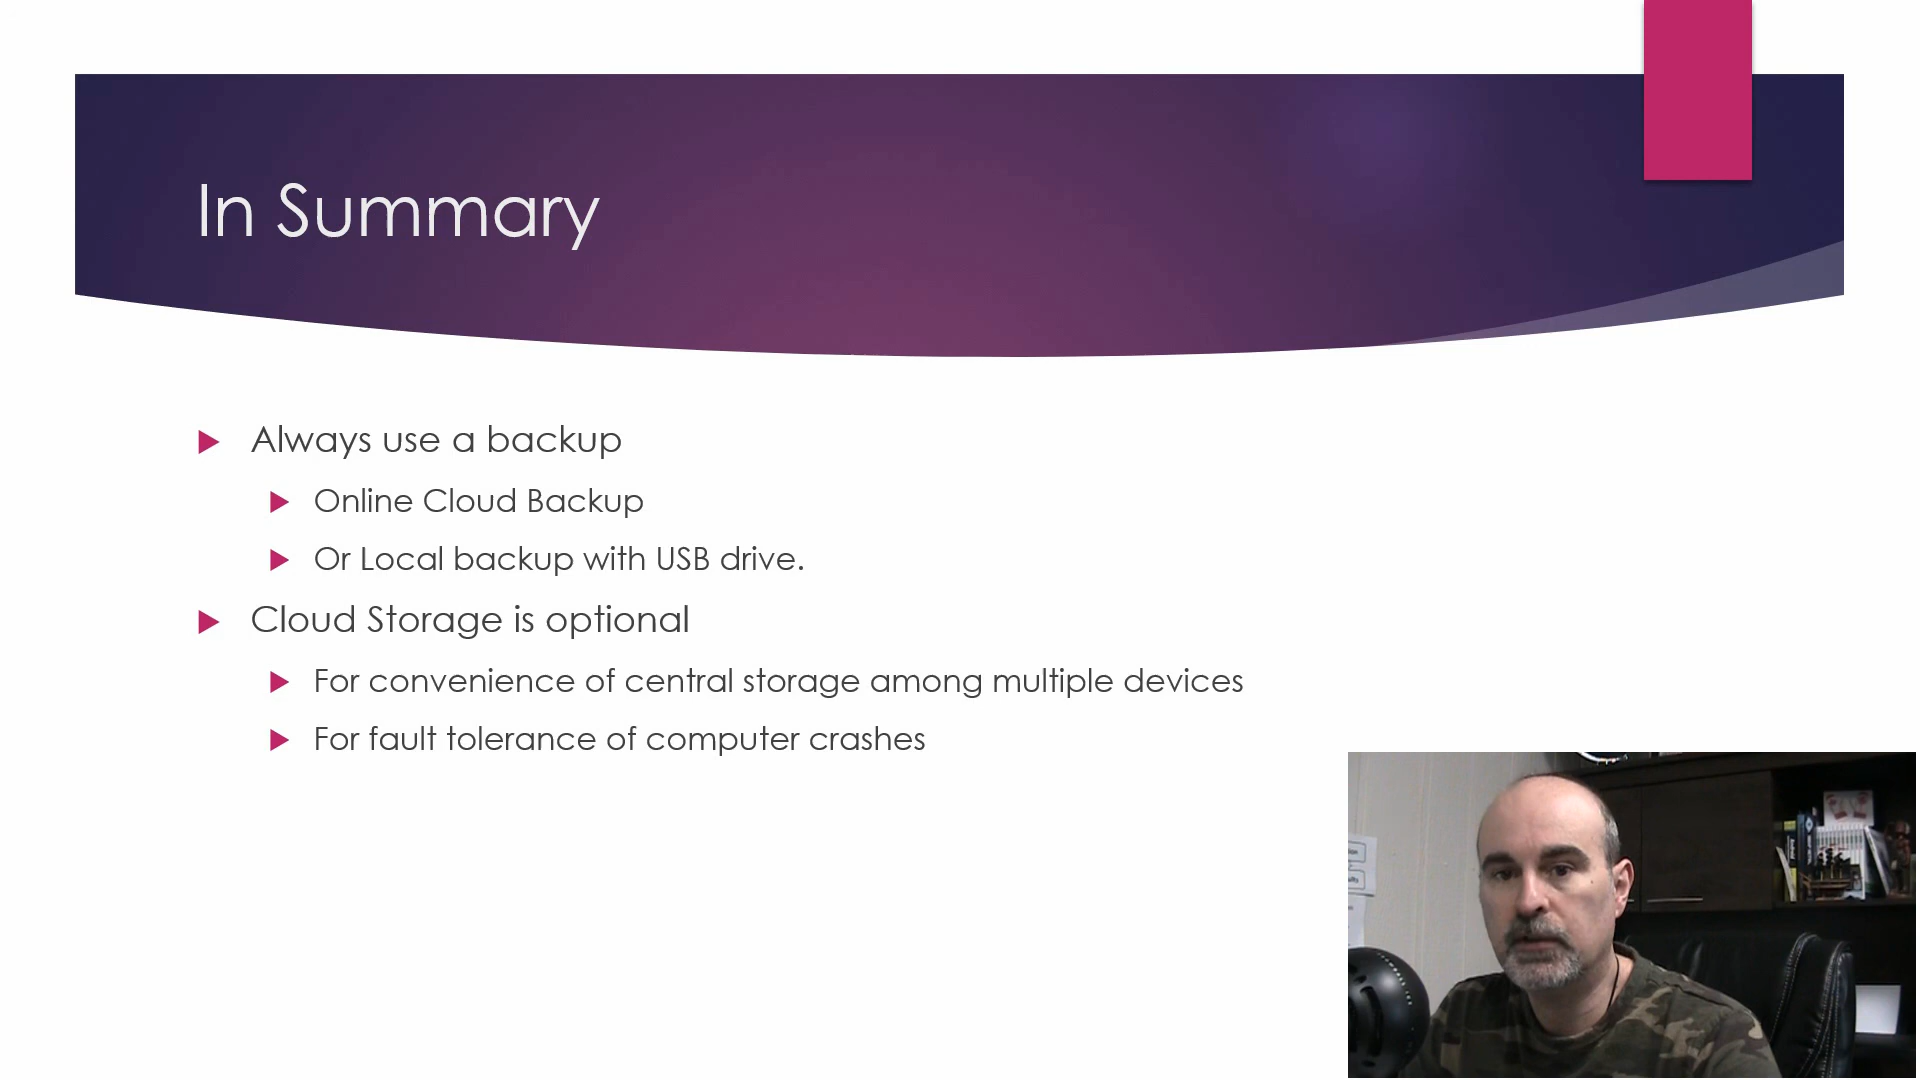 In Summary
Always use a backup
Online Cloud Backup
Or Local backup with USB drive.
Cloud Storage is optional
For convenience of central storage among multiple devices
For fault tolerance of computer crashes